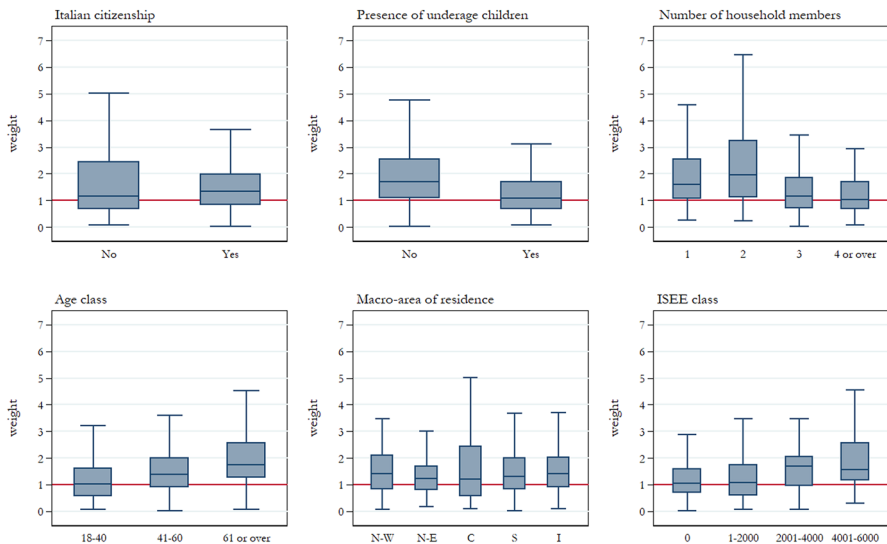 Italian citizenship
Presence of underage children
Number of household members
7
6
5
4
3
2
1
0
weight
No
Yes
7
6
5
4
3
2
1
0
weight
No
Yes
7
6
5
4
3
2
1
0
weight
1
2
3
4 or over
Age class
Macro-area of residence
ISEE class
7
6
5
4
3
2
1
0
weight
18-40
41-60
61 or over
7
6
5
4
3
2
1
0
weight
N-W
N-E
C
S
I
7
6
5
4
3
2
1
0
weight
0
1-2000
2001-4000
4001-6000